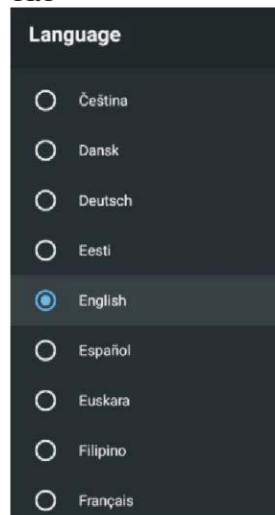 Language
Čeština
Dansk
Deutsch
Eesti
English
Español
Euskara
Filipino
Français